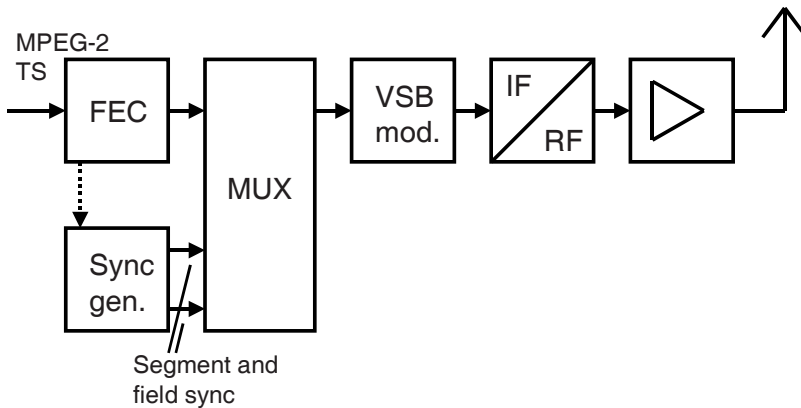 MPEG-2
TS
FEC
MUX
VSB
mod.
IF
RF
Sync
gen.
Segment and
field sync